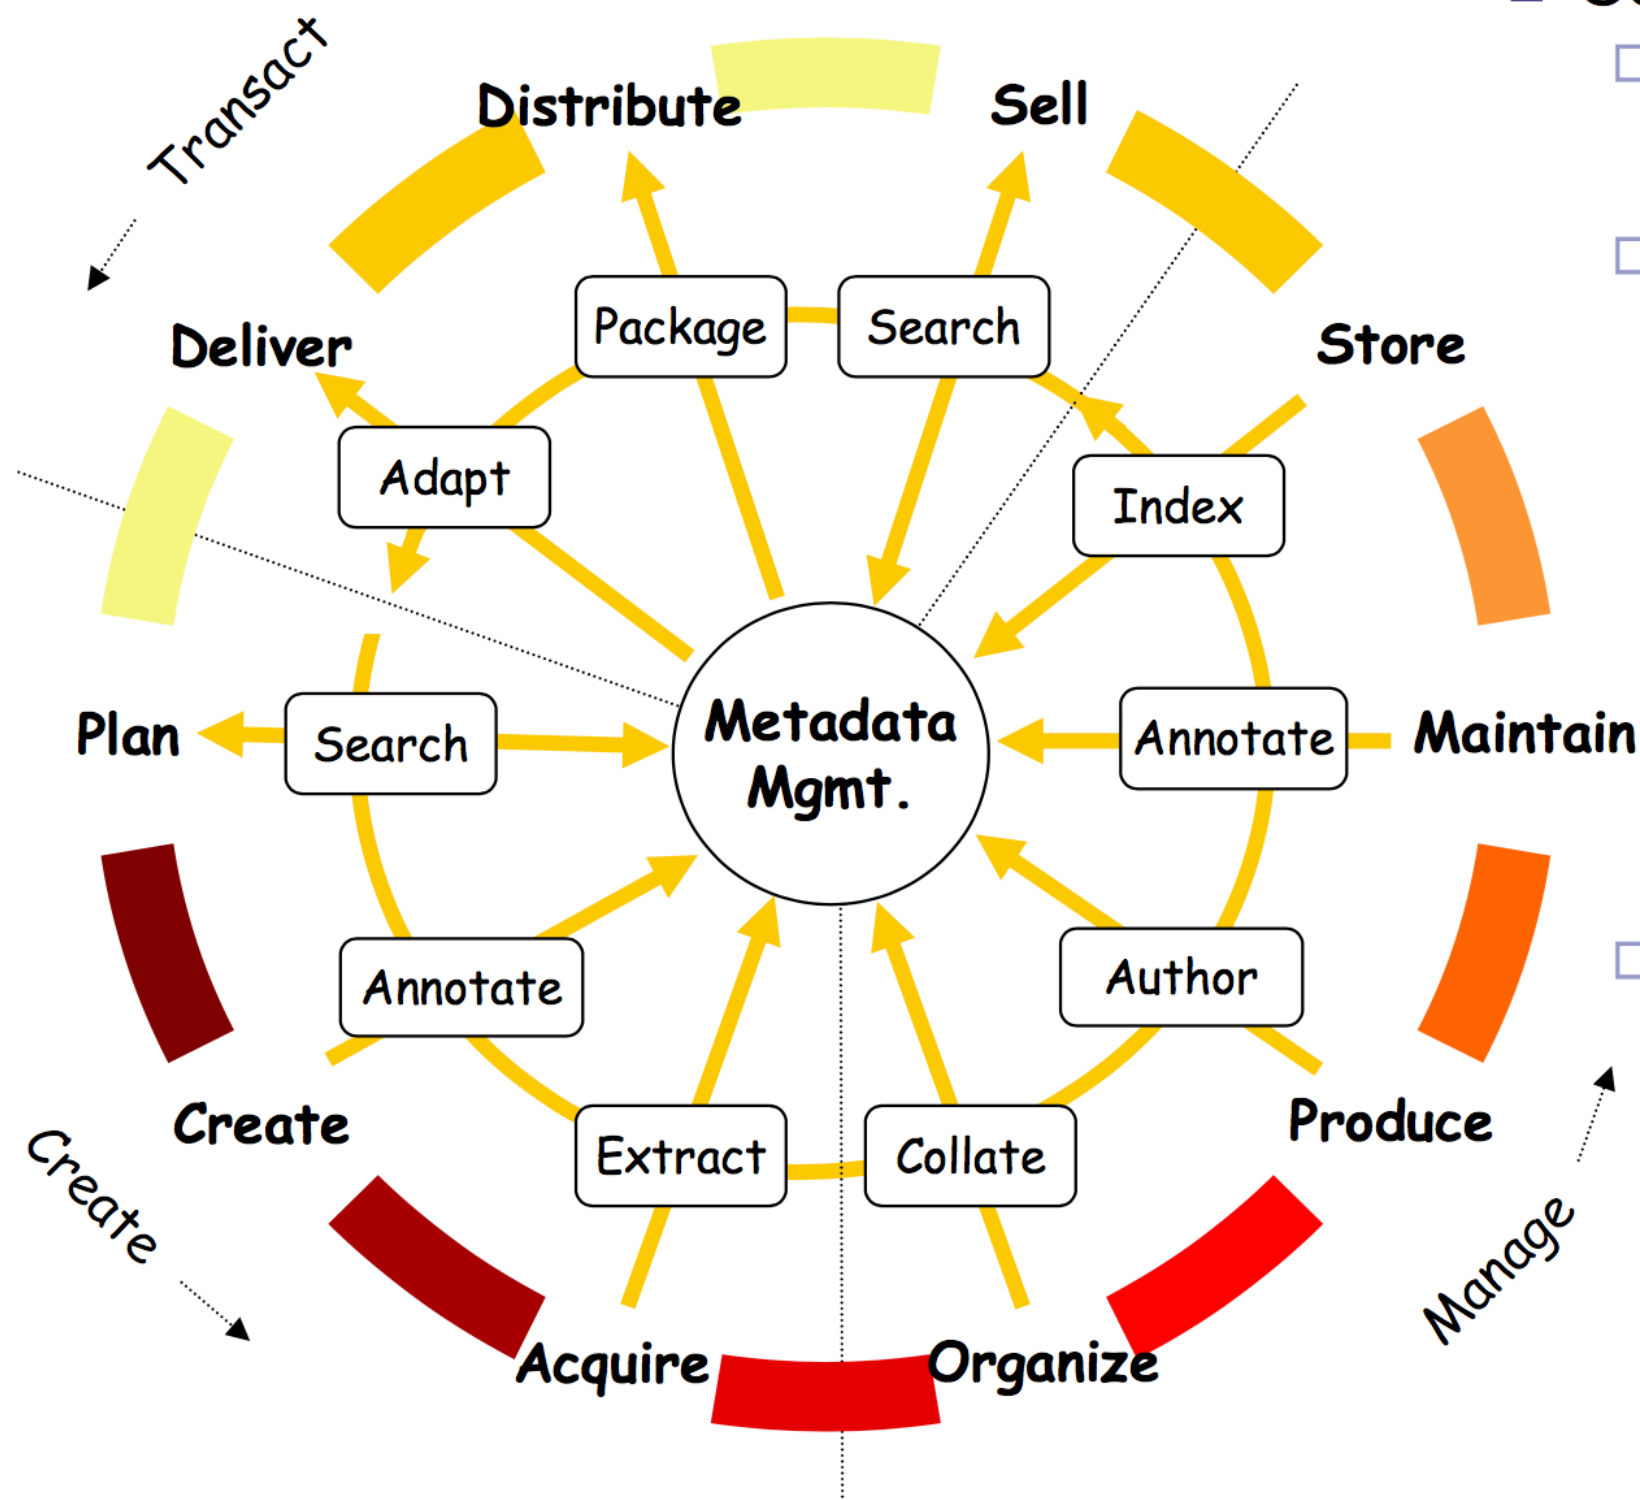 Transact
Distribute
Sell
Package
Search
Deliver
Store
Adapt
Index
Plan
Search
Metadata
Mgmt.
Annotate
Maintain
Annotate
Author
Create
Extract
Collate
Produce
Create
Manage
Acquire
Organize